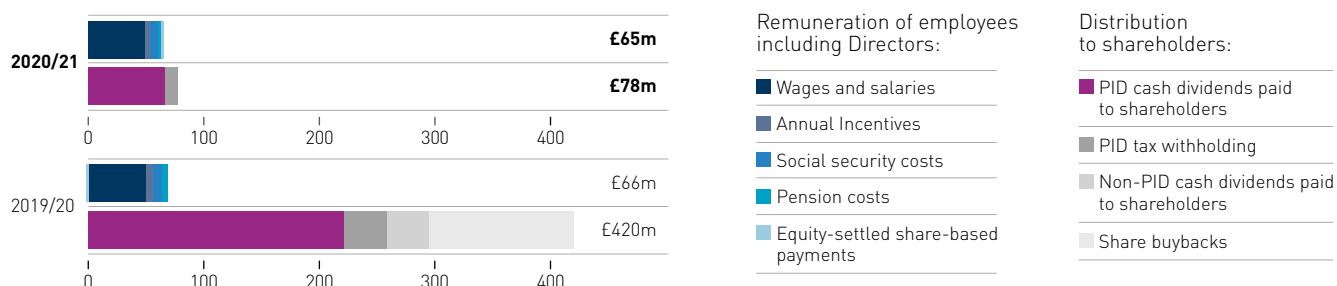 2020/21
£65m
£78m
0 100 200 300 400
2019/20
£66m
£420m
0 100 200 300 400
Remuneration of employees
including Directors:
Wages and salaries
Annual Incentives
Social security costs
Pension costs
Equity-settled share-based
payments
Distribution
to shareholders:
PID cash dividends paid
to shareholders
PID tax withholding
Non-PID cash dividends paid
to shareholders
Share buybacks